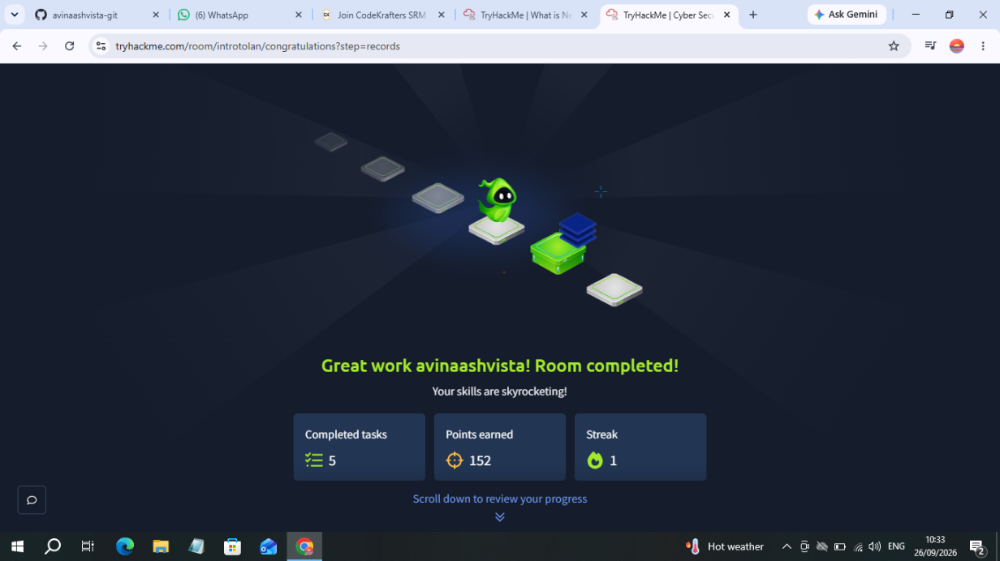 avinaashvista-git
(6) WhatsApp
Join CodeKrafters SRM
TryHackMe | What is Ne
TryHackMe | Cyber Secu
Ask Gemini
tryhackme.com/room/introtolan/congratulations?step=records
Great work avinaashvista! Room completed!
Your skills are skyrocketing!
Completed tasks
5
Points earned
152
Streak
1
Scroll down to review your progress
Hot weather
ENG
10:33
26/09/2026
2